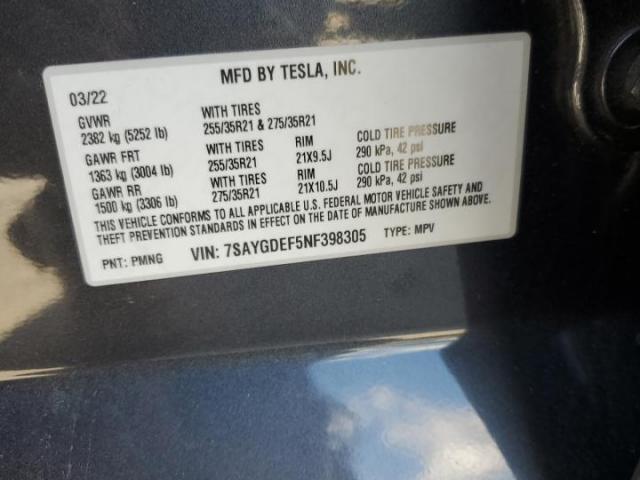 MFD BY TESLA, INC.
03/22
GVWR WITH TIRES
2382 kg (5252 lb) 255/35R21 & 275/35R21
GAWR FRT WITH TIRES RIM COLD TIRE PRESSURE
1363 kg (3004 lb) 255/35R21 21X9.5J 290 kPa, 42 psi
GAWR RR WITH TIRES RIM COLD TIRE PRESSURE
1500 kg (3306 lb) 275/35R21 21X10.5J 290 kPa, 42 psi
THIS VEHICLE CONFORMS TO ALL APPLICABLE U.S. FEDERAL MOTOR VEHICLE SAFETY AND
THEFT PREVENTION STANDARDS IN EFFECT ON THE DATE OF MANUFACTURE SHOWN ABOVE.
PNT: PMNG VIN: 7SAYGDEF5NF398305 TYPE: MPV